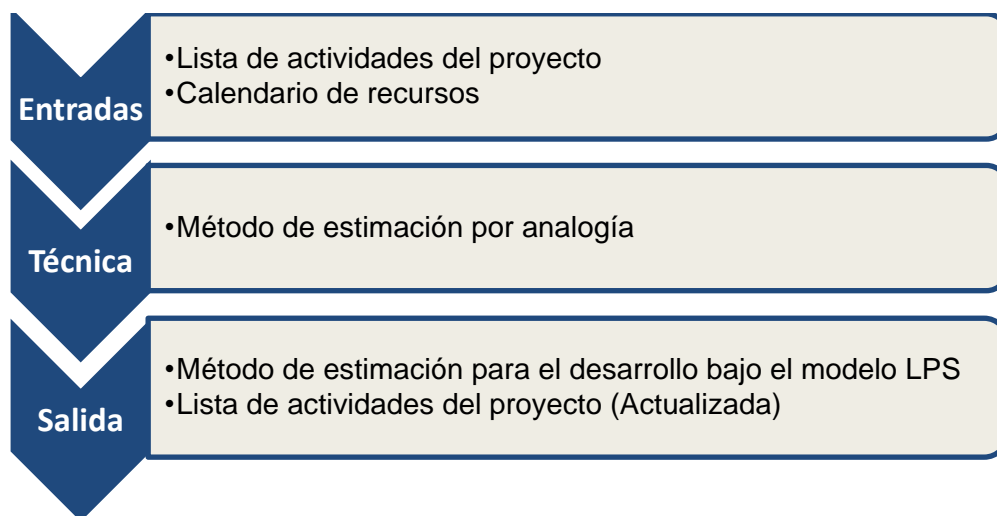 Entradas
•Lista de actividades del proyecto
•Calendario de recursos
Técnica
•Método de estimación por analogía
Salida
•Método de estimación para el desarrollo bajo el modelo LPS
•Lista de actividades del proyecto (Actualizada)